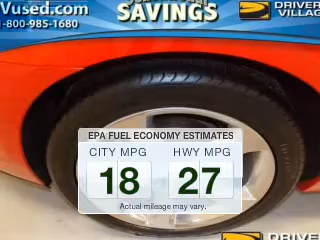 Vused.com
1-800-985-1680
SAVINGS
DRIVER
VILLAG
EPA FUEL ECONOMY ESTIMATES
CITY MPG HWY MPG
18 27
Actual mileage may vary.
DRIVE
VILLA